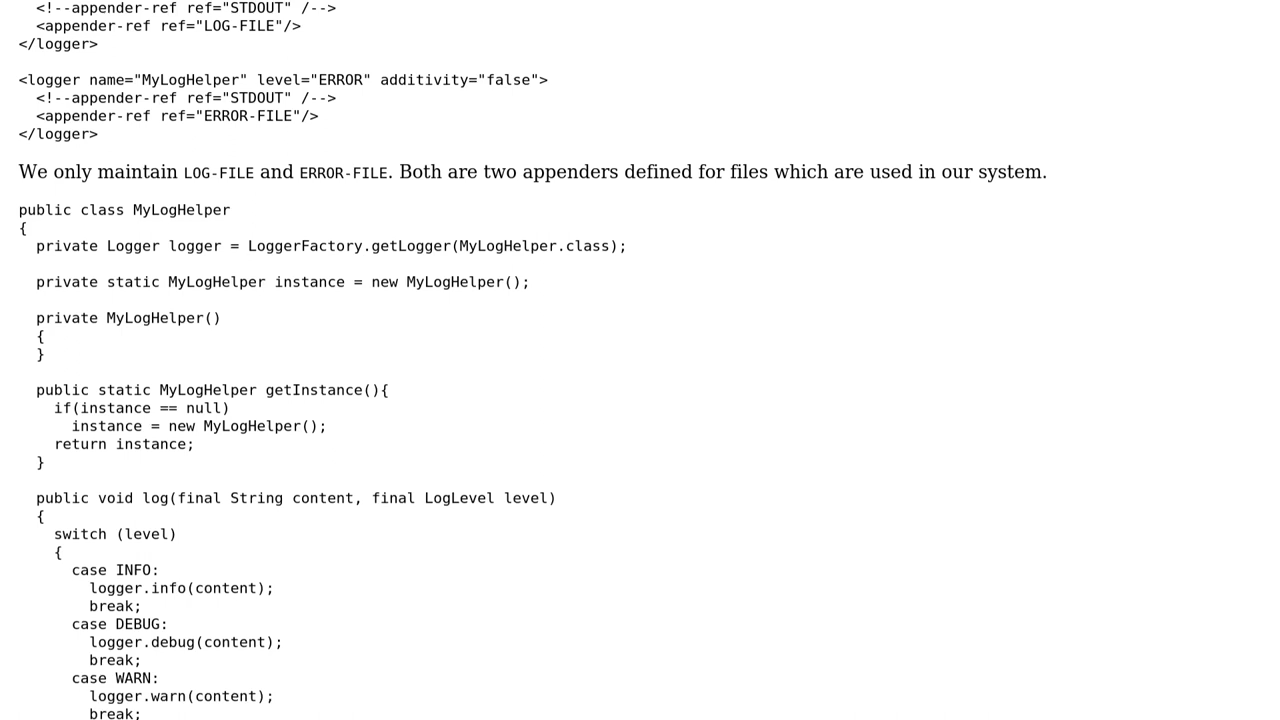 <!--appender-ref ref="STDOUT" /-->
<appender-ref ref="LOG-FILE"/>
</logger>
<logger name="MyLogHelper" level="ERROR" additivity="false">
<!--appender-ref ref="STDOUT" /-->
<appender-ref ref="ERROR-FILE"/>
</logger>
We only maintain LOG-FILE and ERROR-FILE. Both are two appenders defined for files which are used in our system.
public class MyLogHelper
{
private Logger logger = LoggerFactory.getLogger(MyLogHelper.class);
private static MyLogHelper instance = new MyLogHelper();
private MyLogHelper()
{
}
public static MyLogHelper getInstance(){
if(instance == null)
instance = new MyLogHelper();
return instance;
}
public void log(final String content, final LogLevel level)
{
switch (level)
{
case INFO:
logger.info(content);
break;
case DEBUG:
logger.debug(content);
break;
case WARN:
logger.warn(content);
break;